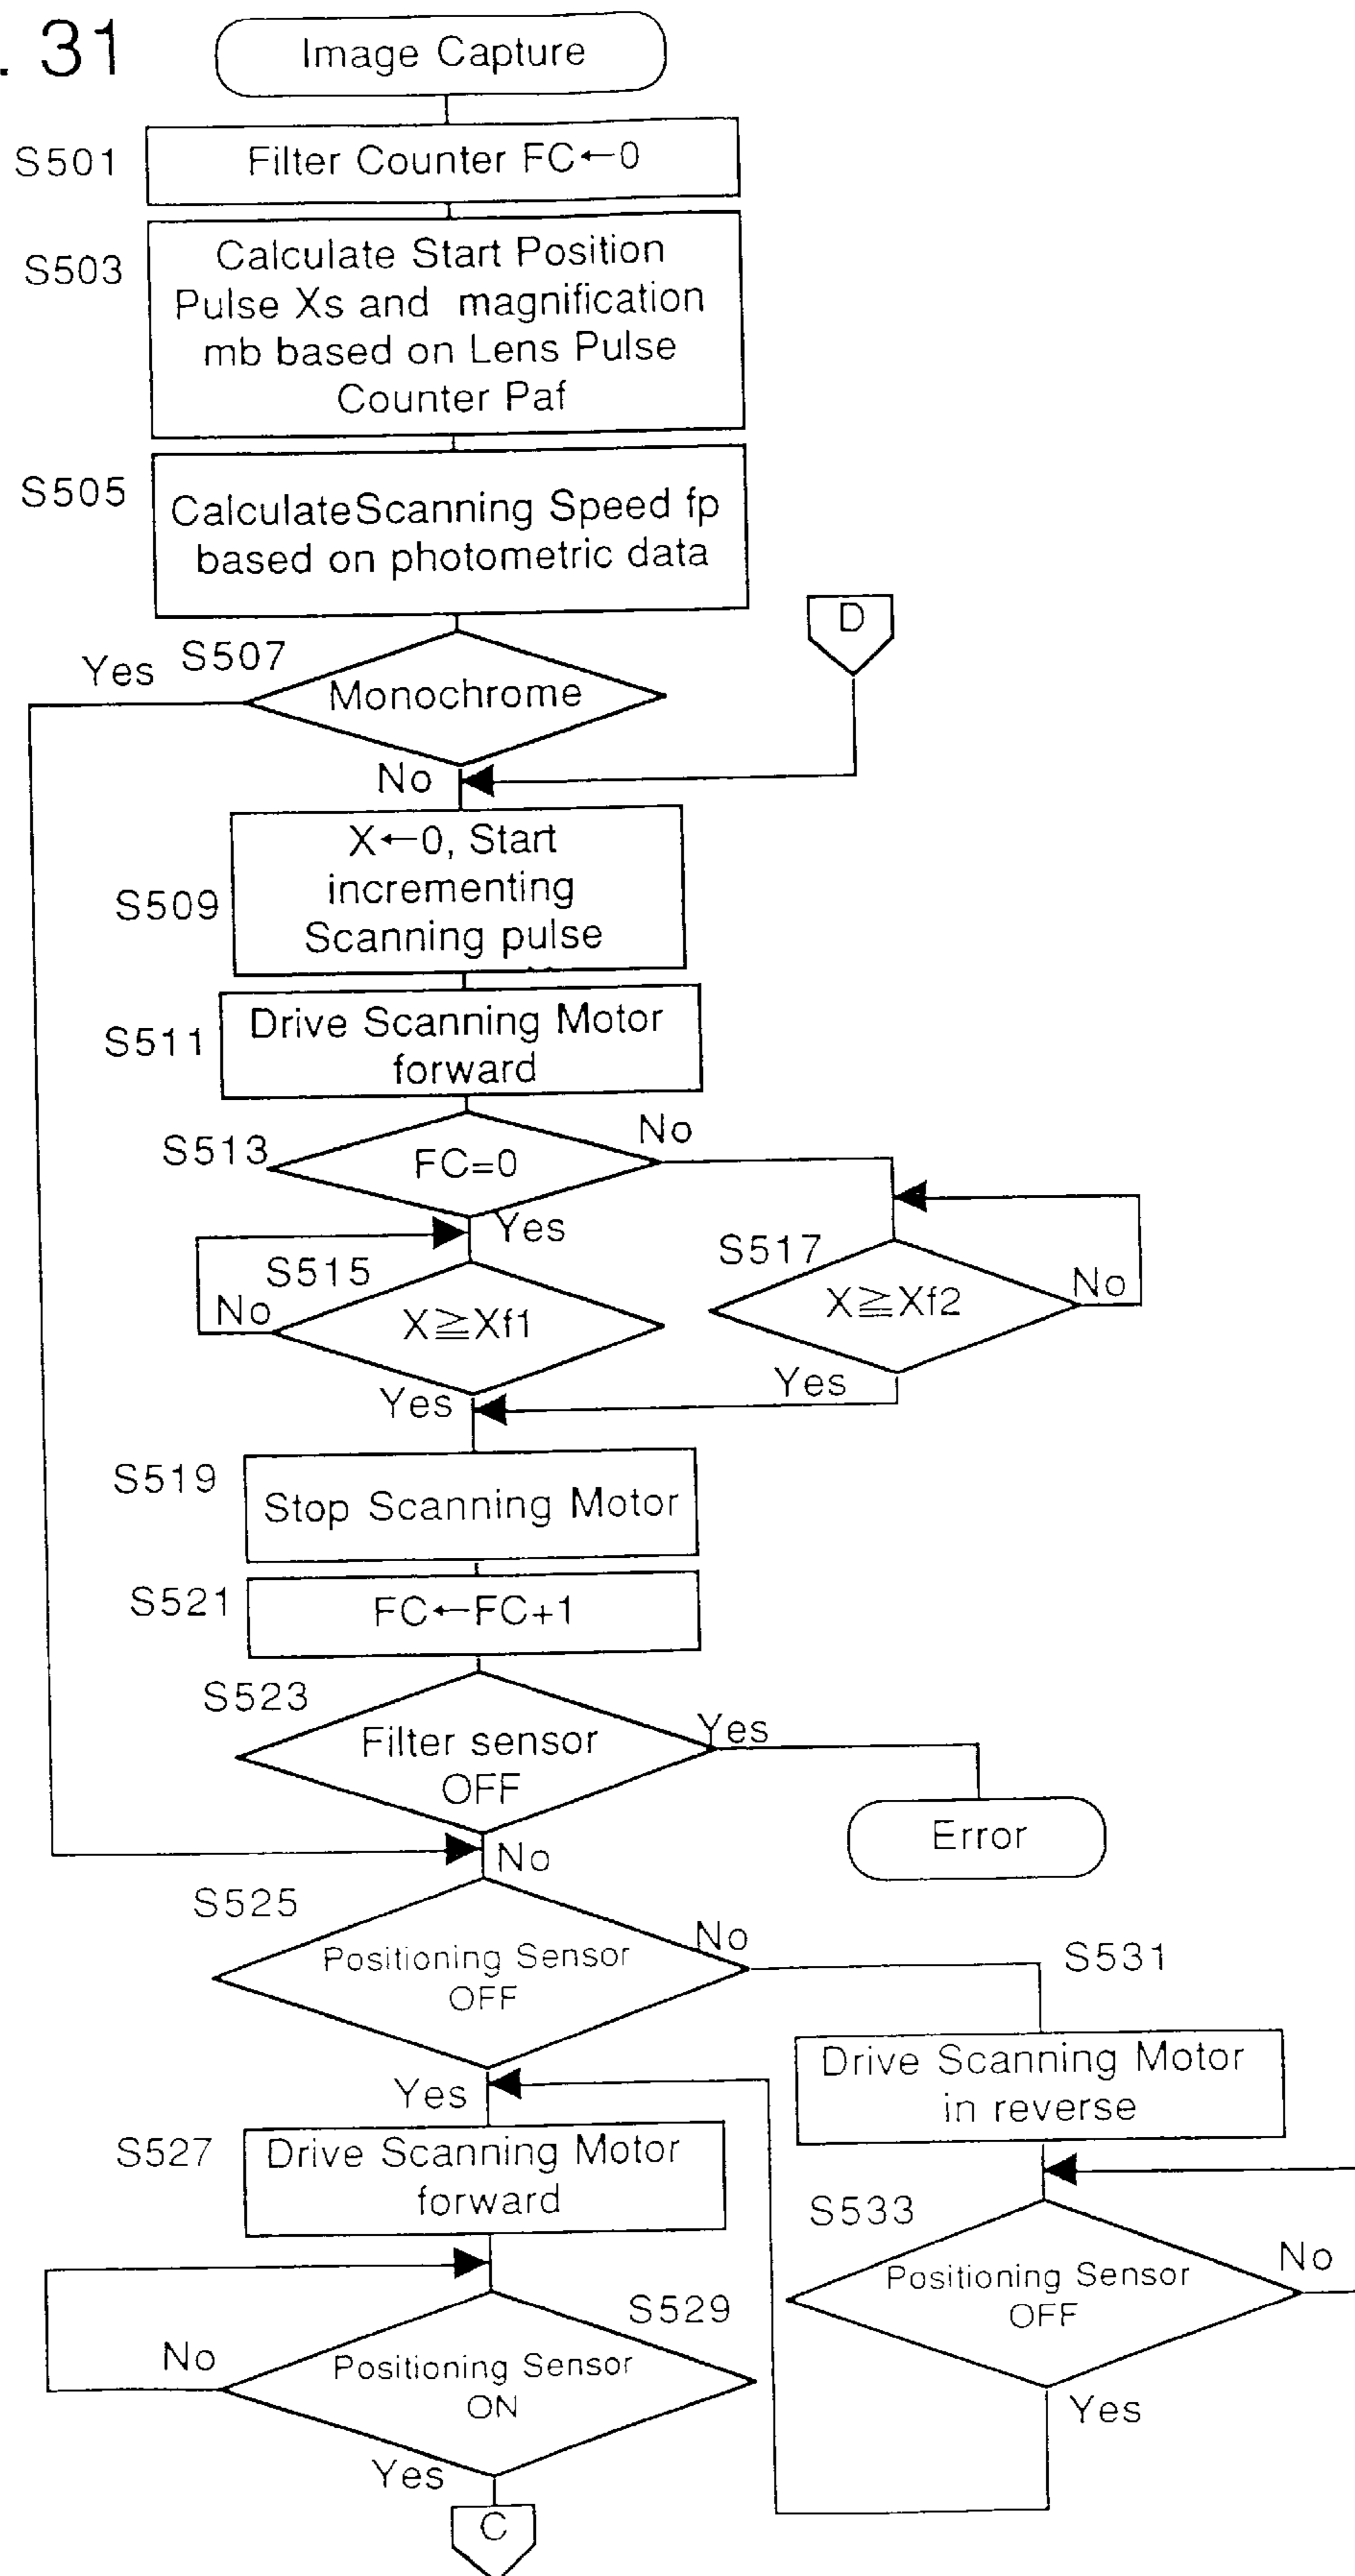 . 31
Image Capture
S501
Filter Counter FC←0
S503
Calculate Start Position
Pulse Xs and magnification
mb based on Lens Pulse
Counter Paf
S505
CalculateScanning Speed fp
based on photometric data
D
S507
Yes
Monochrome
No
S509
X←0, Start
incrementing
Scanning pulse
S511
Drive Scanning Motor
forward
S513
FC=0
No
Yes
S515
No
X≧Xf1
S517
X≧Xf2
No
Yes
Yes
S519
Stop Scanning Motor
S521
FC←FC+1
S523
Filter sensor
OFF
Yes
Error
No
S525
Positioning Sensor
OFF
No
S531
Drive Scanning Motor
in reverse
Yes
S527
Drive Scanning Motor
forward
S533
Positioning Sensor
OFF
No
Yes
S529
No
Positioning Sensor
ON
Yes
C